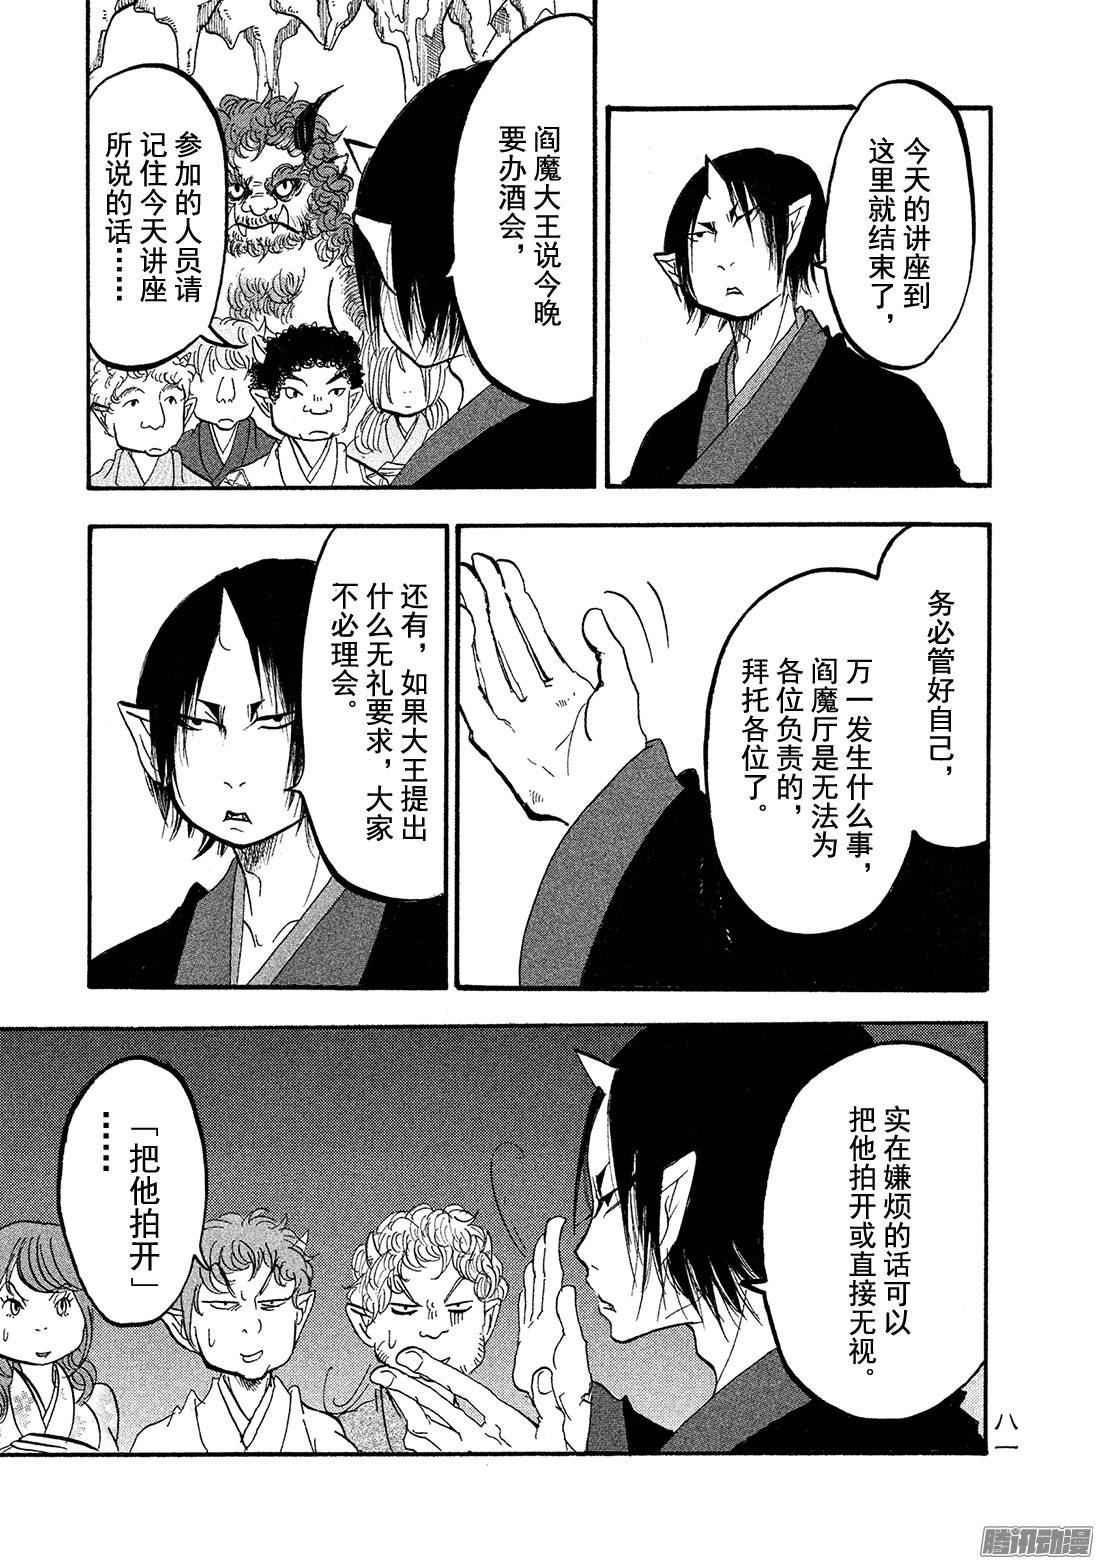 今天的讲座到
这里就结束了，
阎魔大王说今晚
要办酒会，
参加的人员请
记住今天讲座
所说的话……
务必管好自己，
万一发生什么事，
阎魔厅是无法为
各位负责的，
拜托各位了。
还有，如果大王提出
什么无礼要求，大家
不必理会。
实在嫌烦的话可以
把他拍开或直接无视。
「把他拍开」
……
八一
腾讯动漫